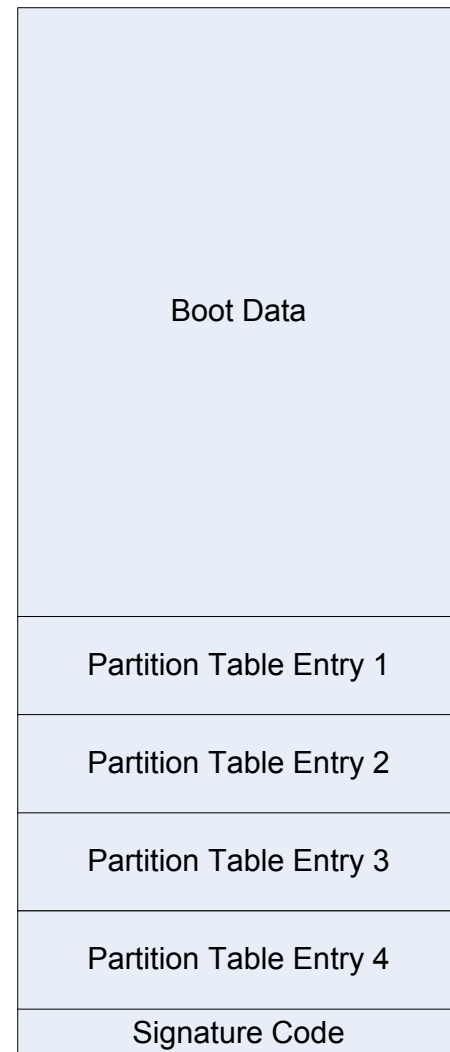 Boot Data
Partition Table Entry 1
Partition Table Entry 2
Partition Table Entry 3
Partition Table Entry 4
Signature Code